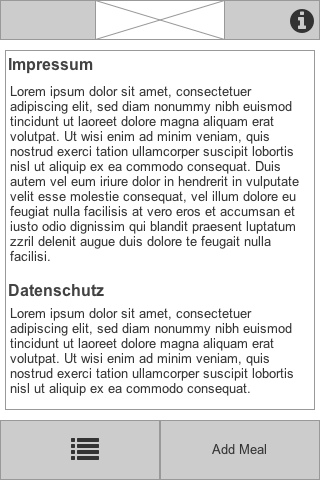 Impressum
Lorem ipsum dolor sit amet, consectetuer
adipiscing elit, sed diam nonummy nibh euismod
tincidunt ut laoreet dolore magna aliquam erat
volutpat. Ut wisi enim ad minim veniam, quis
nostrud exerci tation ullamcorper suscipit lobortis
nisl ut aliquip ex ea commodo consequat. Duis
autem vel eum iriure dolor in hendrerit in vulputate
velit esse molestie consequat, vel illum dolore eu
feugiat nulla facilisis at vero eros et accumsan et
iusto odio dignissim qui blandit praesent luptatum
zzril delenit augue duis dolore te feugait nulla
facilisi.
Datenschutz
Lorem ipsum dolor sit amet, consectetuer
adipiscing elit, sed diam nonummy nibh euismod
tincidunt ut laoreet dolore magna aliquam erat
volutpat. Ut wisi enim ad minim veniam, quis
nostrud exerci tation ullamcorper suscipit lobortis
nisl ut aliquip ex ea commodo consequat.
Add Meal